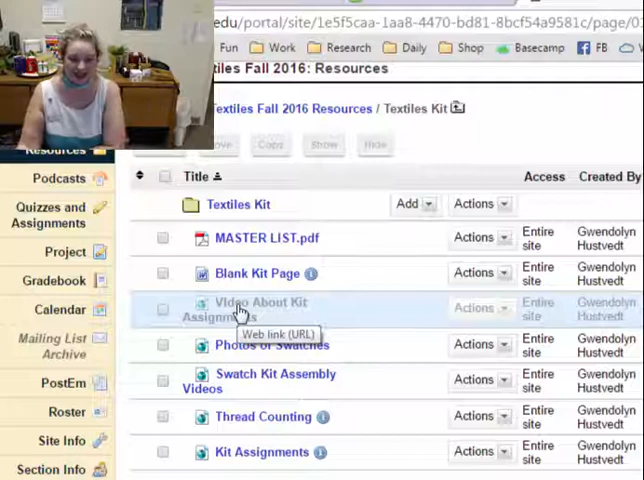 edu/portal/site/1e5f5caa-1aa8-4470-bd81-8bcf54a9581c/page/03
Fun Work Research Daily Shop Basecamp FB
tiles Fall 2016: Resources
Textiles Fall 2016 Resources / Textiles Kit
Resources
Move Copy Show Hide
Podcasts
Quizzes and
Assignments
Project
Gradebook
Calendar
Mailing List
Archive
PostEm
Roster
Site Info
Section Info
Title Access Created By
Textiles Kit Add Actions
MASTER LIST.pdf Actions Entire site Gwendolyn Hustvedt
Blank Kit Page Actions Entire site Gwendolyn Hustvedt
Video About Kit Assignments Actions Entire site Gwendolyn Hustvedt
Web link (URL)
Photos of Swatches Actions Entire site Gwendolyn Hustvedt
Swatch Kit Assembly Videos Actions Entire site Gwendolyn Hustvedt
Thread Counting Actions Entire site Gwendolyn Hustvedt
Kit Assignments Actions Entire site Gwendolyn Hustvedt